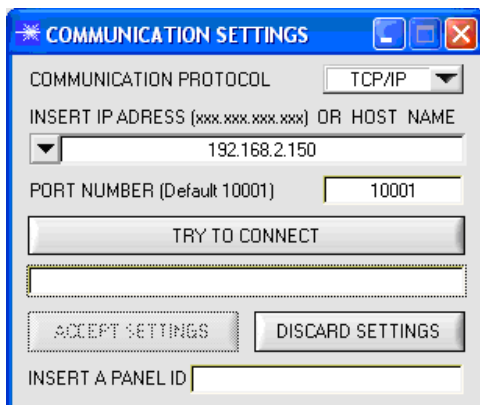 COMMUNICATION SETTINGS
COMMUNICATION PROTOCOL TCP/IP
INSERT IP ADRESS (xxx.xxx.xxx.xxx) OR HOST NAME
192.168.2.150
PORT NUMBER (Default 10001) 10001
TRY TO CONNECT
ACCEPT SETTINGS DISCARD SETTINGS
INSERT A PANEL ID